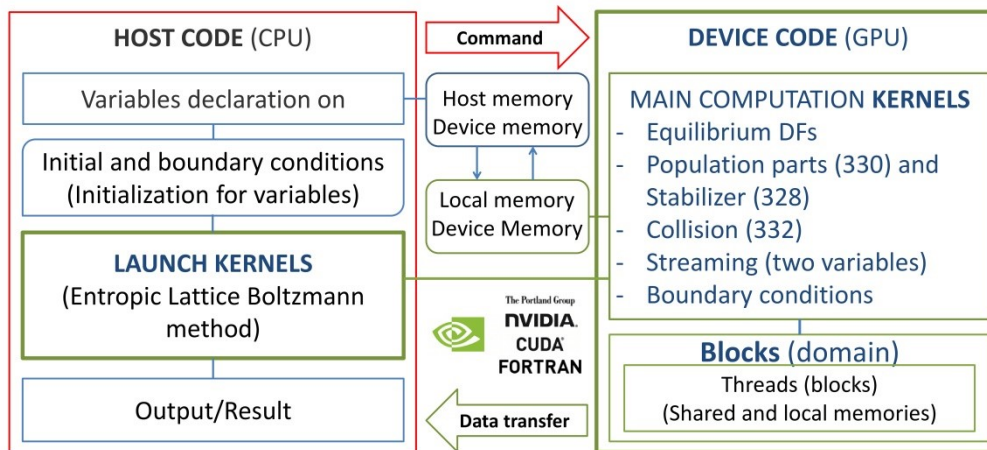 HOST CODE (CPU)
Variables declaration on
Initial and boundary conditions
(Initialization for variables)
LAUNCH KERNELS
(Entropic Lattice Boltzmann
method)
Output/Result
Command
Host memory
Device memory
Local memory
Device Memory
The Portland Group
NVIDIA.
CUDA
FORTRAN
Data transfer
DEVICE CODE (GPU)
MAIN COMPUTATION KERNELS
- Equilibrium DFs
- Population parts (330) and
Stabilizer (328)
- Collision (332)
- Streaming (two variables)
- Boundary conditions
Blocks (domain)
Threads (blocks)
(Shared and local memories)